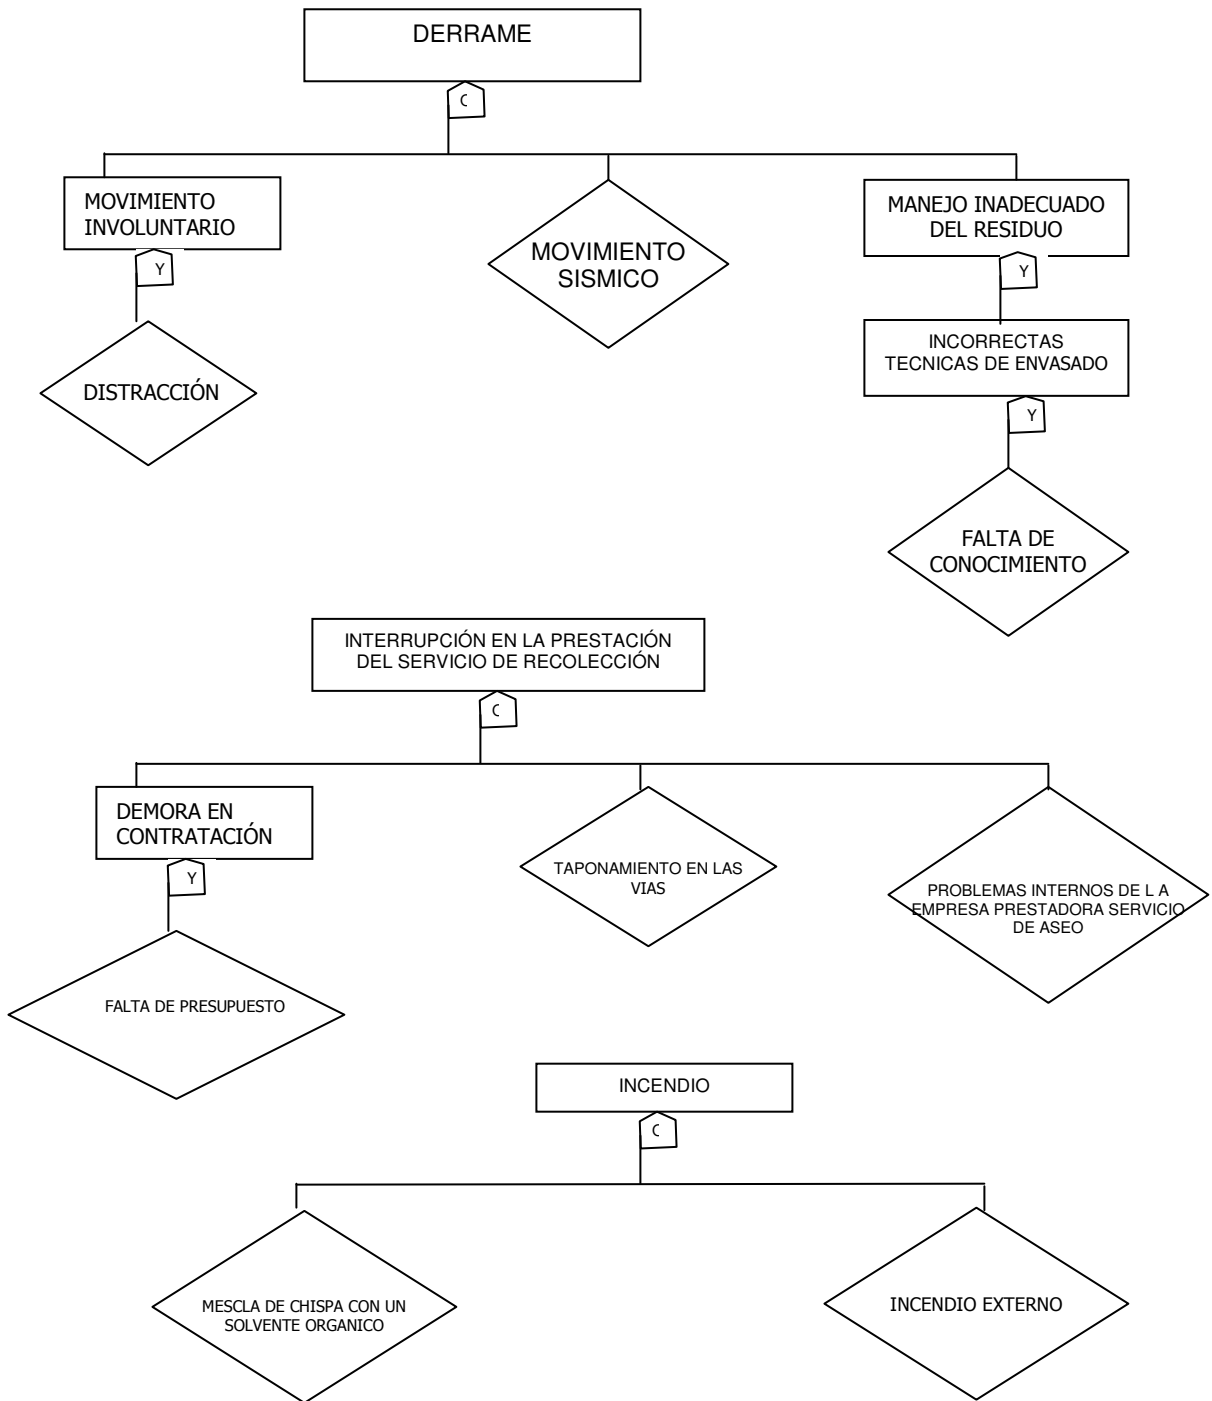 DERRAME
C
MOVIMIENTO
INVOLUNTARIO
MOVIMIENTO
SISMICO
MANEJO INADECUADO
DEL RESIDUO
Y
Y
INCORRECTAS
TECNICAS DE ENVASADO
DISTRACCIÓN
Y
FALTA DE
CONOCIMIENTO
INTERRUPCIÓN EN LA PRESTACIÓN
DEL SERVICIO DE RECOLECCIÓN
C
DEMORA EN
CONTRATACIÓN
TAPONAMIENTO EN LAS
VIAS
PROBLEMAS INTERNOS DE L A
EMPRESA PRESTADORA SERVICIO
DE ASEO
Y
FALTA DE PRESUPUESTO
INCENDIO
C
MESCLA DE CHISPA CON UN
SOLVENTE ORGANICO
INCENDIO EXTERNO